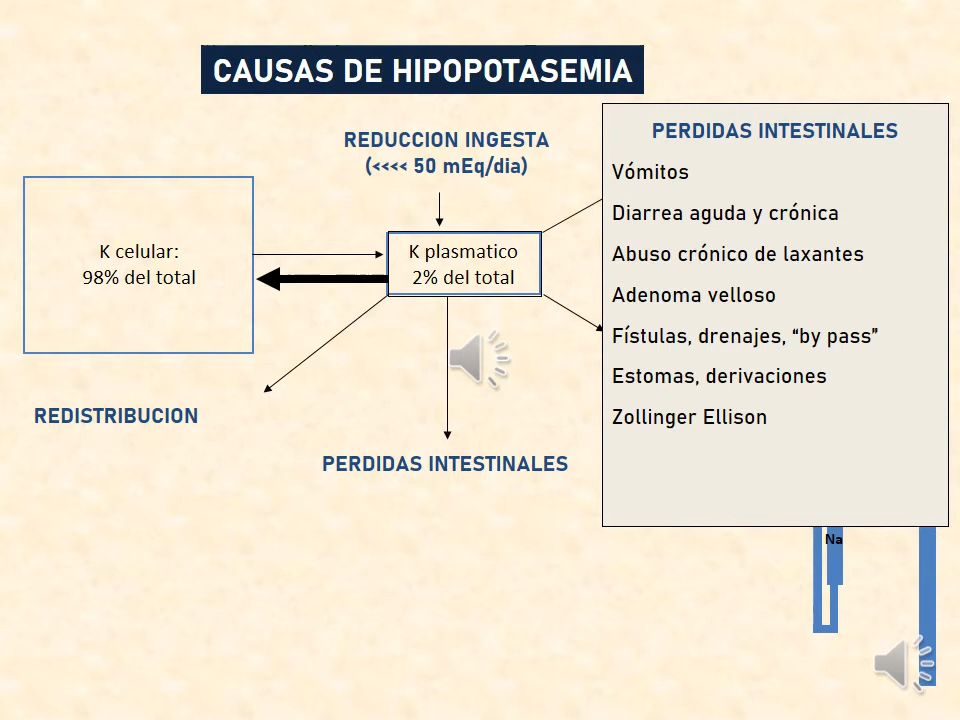 CAUSAS DE HIPOPOTASEMIA
REDUCCION INGESTA
(<<<< 50 mEq/dia)
K celular:
98% del total
K plasmatico
2% del total
REDISTRIBUCION
PERDIDAS INTESTINALES
PERDIDAS INTESTINALES
Vómitos
Diarrea aguda y crónica
Abuso crónico de laxantes
Adenoma velloso
Fístulas, drenajes, “by pass”
Estomas, derivaciones
Zollinger Ellison
Na